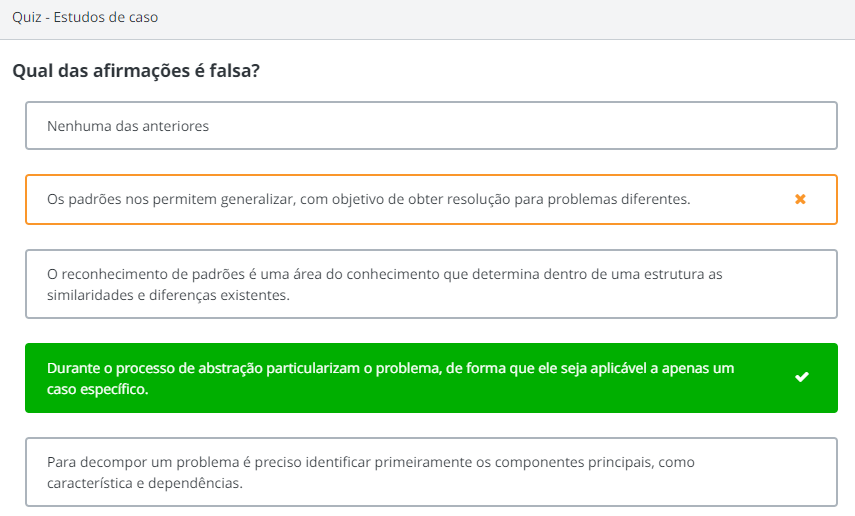 Quiz - Estudos de caso
Qual das afirmações é falsa?
Nenhuma das anteriores
Os padrões nos permitem generalizar, com objetivo de obter resolução para problemas diferentes.
O reconhecimento de padrões é uma área do conhecimento que determina dentro de uma estrutura as
similaridades e diferenças existentes.
Durante o processo de abstração particularizam o problema, de forma que ele seja aplicável a apenas um
caso específico.
Para decompor um problema é preciso identificar primeiramente os componentes principais, como
característica e dependências.